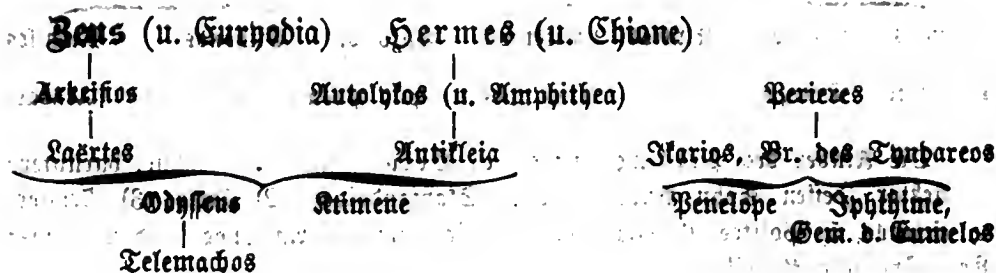 Zeus (u. Euryodia) Hermes (u. Chione)
Arkeisios Autolykos (u. Amphithea) Perieres
Laërtes Antikleia Ikarios, Br. des Tyndareos
Odysseus Ktimene Penelope Iphthime,
Gem. d. Eumelos
Telemachos